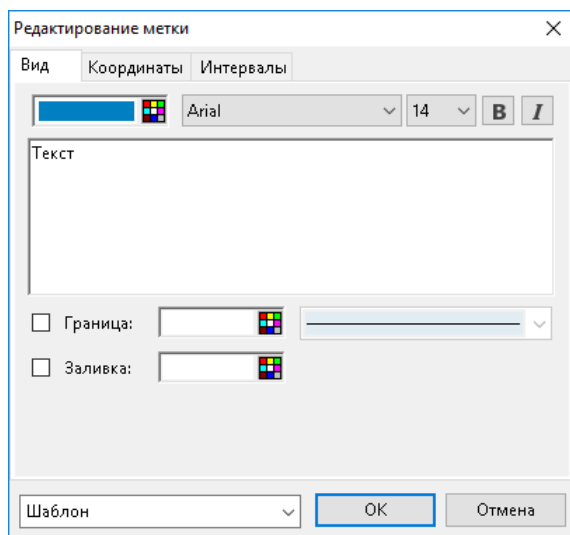 Редактирование метки
Вид Координаты Интервалы
Arial 14 B I
Текст
Граница:
Заливка:
Шаблон OK Отмена